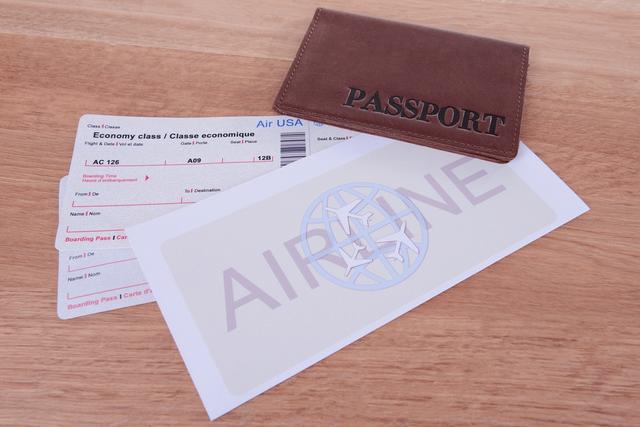 PASSPORT
Class | Classe
Air USA
Economy class / Classe economique
Flight & Date | Vol et date
Gate | Porte
Seat | Place
Seat & Class
AC 126
A09
12B
Boarding Time
Heure d'embarquement
From | De
To | Destination
Name | Nom
Boarding Pass | Car
From | De
Name | Nom
Boarding Pass | Carte d'
AIRLINE